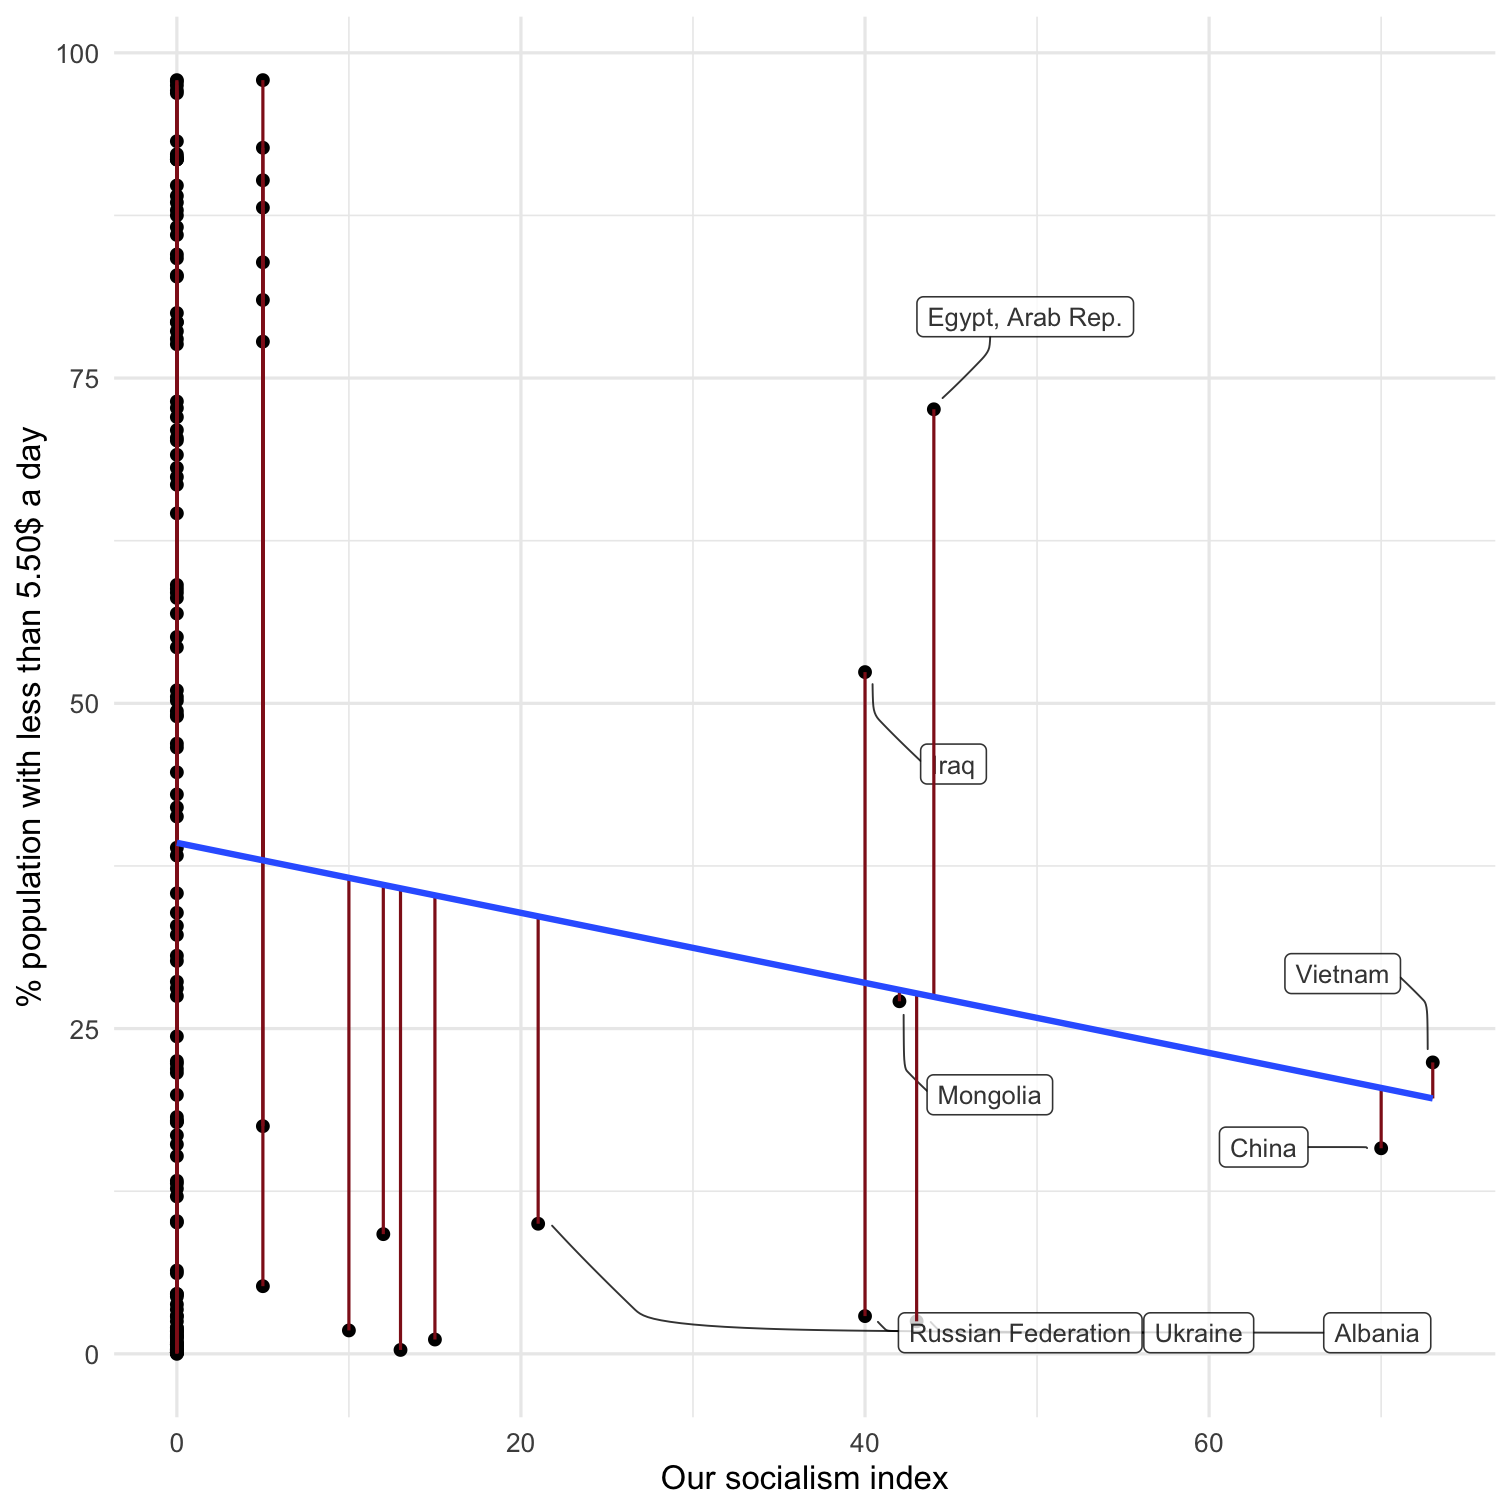 100
75
50
25
0
% population with less than 5.50$ a day
Egypt, Arab Rep.
Iraq
Vietnam
Mongolia
China
Russian Federation Ukraine Albania
0 20 40 60
Our socialism index